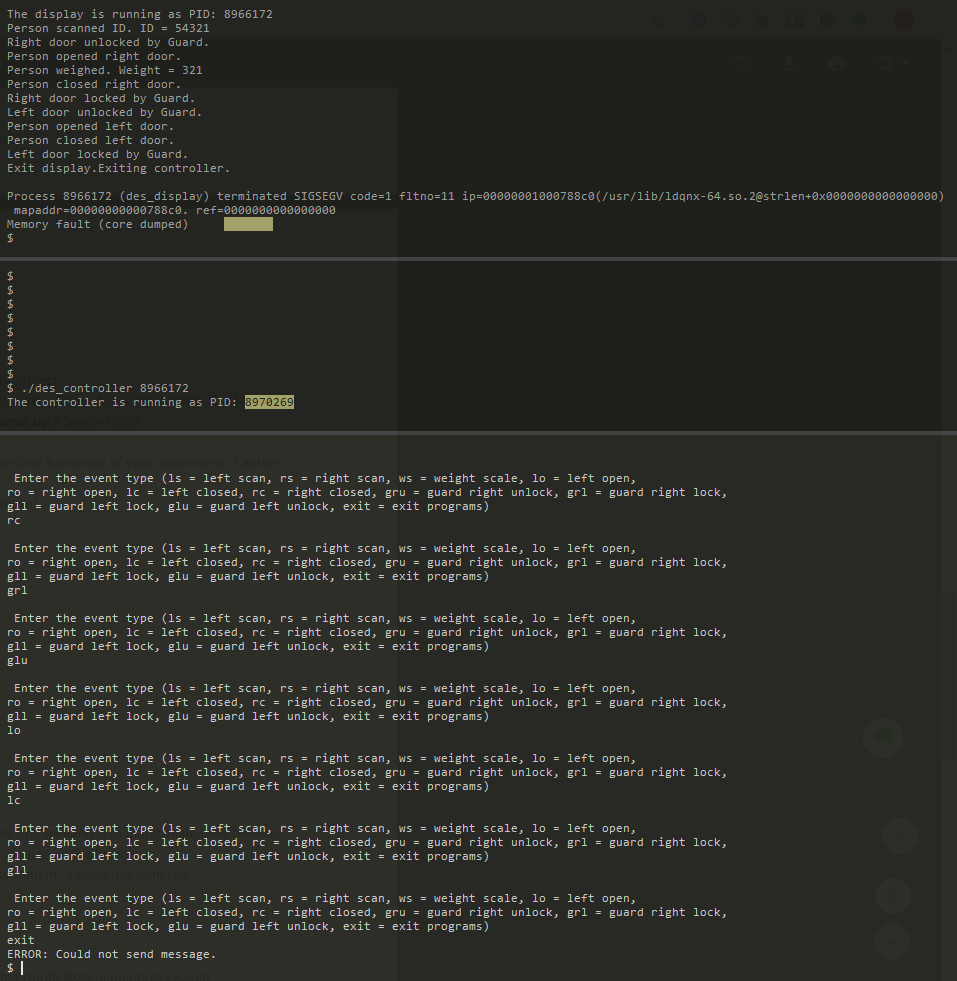 The display is running as PID: 8966172
Person scanned ID. ID = 54321
Right door unlocked by Guard.
Person opened right door.
Person weighed. Weight = 321
Person closed right door.
Right door locked by Guard.
Left door unlocked by Guard.
Person opened left door.
Person closed left door.
Left door locked by Guard.
Exit display.Exiting controller.
Process 8966172 (des_display) terminated SIGSEGV code=1 fltno=11 ip=00000001000788c0(/usr/lib/ldqnx-64.so.2@strlen+0x0000000000000000)
mapaddr=00000000000788c0. ref=0000000000000000
Memory fault (core dumped)
$
$
$
$
$
$
$
$
$
$ ./des_controller 8966172
The controller is running as PID: 8970269
Enter the event type (ls = left scan, rs = right scan, ws = weight scale, lo = left open,
ro = right open, lc = left closed, rc = right closed, gru = guard right unlock, grl = guard right lock,
gll = guard left lock, glu = guard left unlock, exit = exit programs)
rc
Enter the event type (ls = left scan, rs = right scan, ws = weight scale, lo = left open,
ro = right open, lc = left closed, rc = right closed, gru = guard right unlock, grl = guard right lock,
gll = guard left lock, glu = guard left unlock, exit = exit programs)
grl
Enter the event type (ls = left scan, rs = right scan, ws = weight scale, lo = left open,
ro = right open, lc = left closed, rc = right closed, gru = guard right unlock, grl = guard right lock,
gll = guard left lock, glu = guard left unlock, exit = exit programs)
glu
Enter the event type (ls = left scan, rs = right scan, ws = weight scale, lo = left open,
ro = right open, lc = left closed, rc = right closed, gru = guard right unlock, grl = guard right lock,
gll = guard left lock, glu = guard left unlock, exit = exit programs)
lo
Enter the event type (ls = left scan, rs = right scan, ws = weight scale, lo = left open,
ro = right open, lc = left closed, rc = right closed, gru = guard right unlock, grl = guard right lock,
gll = guard left lock, glu = guard left unlock, exit = exit programs)
lc
Enter the event type (ls = left scan, rs = right scan, ws = weight scale, lo = left open,
ro = right open, lc = left closed, rc = right closed, gru = guard right unlock, grl = guard right lock,
gll = guard left lock, glu = guard left unlock, exit = exit programs)
gll
Enter the event type (ls = left scan, rs = right scan, ws = weight scale, lo = left open,
ro = right open, lc = left closed, rc = right closed, gru = guard right unlock, grl = guard right lock,
gll = guard left lock, glu = guard left unlock, exit = exit programs)
exit
ERROR: Could not send message.
$